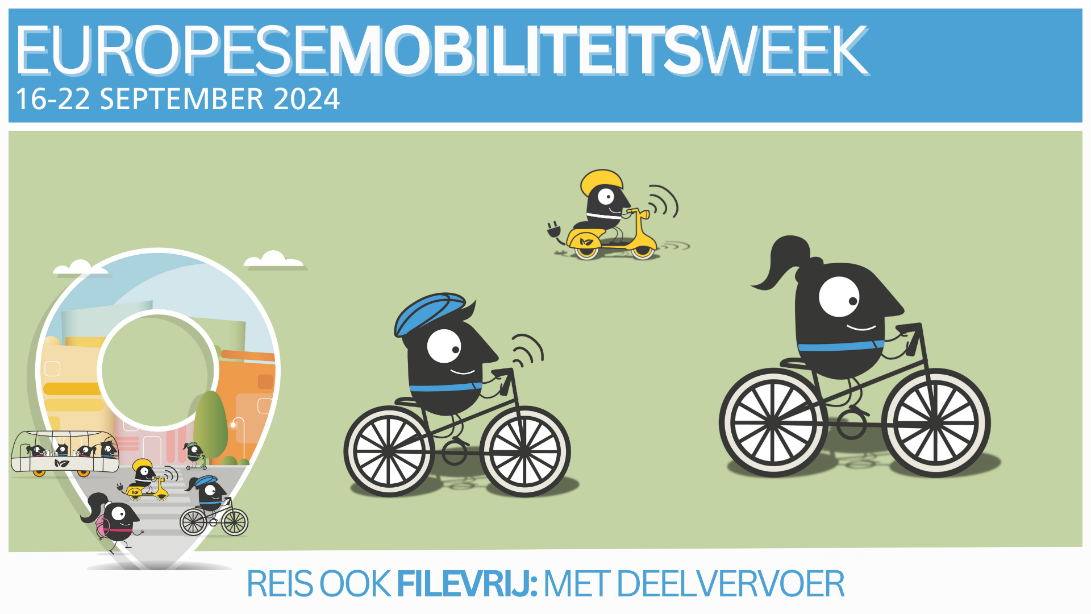 EUROPESEMOBILITEITSWEEK
16-22 SEPTEMBER 2024
REIS OOK FILEVRIJ: MET DEELVERVOER